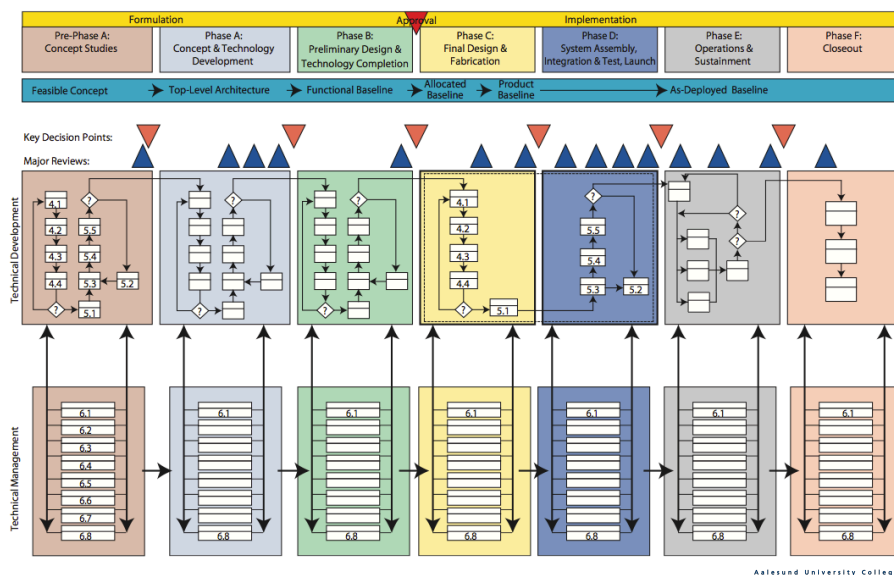 Formulation
Approval
Implementation
Pre-Phase A:
Concept Studies
Phase A:
Concept & Technology
Development
Phase B:
Preliminary Design &
Technology Completion
Phase C:
Final Design &
Fabrication
Phase D:
System Assembly,
Integration & Test, Launch
Phase E:
Operations &
Sustainment
Phase F:
Closeout
Feasible Concept
Top-Level Architecture
Functional Baseline
Allocated
Baseline
Product
Baseline
As-Deployed Baseline
Key Decision Points:
Major Reviews:
Technical Development
4.1
4.2
4.3
4.4
?
?
5.5
5.4
5.3
5.1
5.2
?
?
?
?
4.1
4.2
4.3
4.4
?
5.1
?
5.5
5.4
5.3
5.2
?
?
Technical Management
6.1
6.2
6.3
6.4
6.5
6.6
6.7
6.8
6.1
6.8
6.1
6.8
6.1
6.8
6.1
6.8
6.1
6.8
6.1
6.8
Aalesund University Colleg